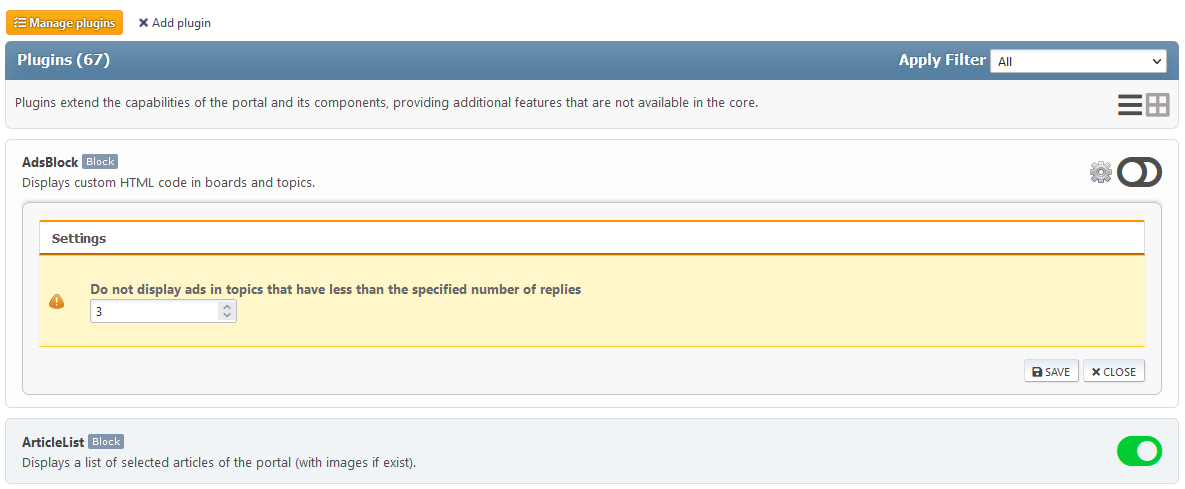 Manage plugins
Add plugin
Plugins (67)
Apply Filter All
Plugins extend the capabilities of the portal and its components, providing additional features that are not available in the core.
AdsBlock Block
Displays custom HTML code in boards and topics.
Settings
Do not display ads in topics that have less than the specified number of replies
3
SAVE
CLOSE
ArticleList Block
Displays a list of selected articles of the portal (with images if exist).